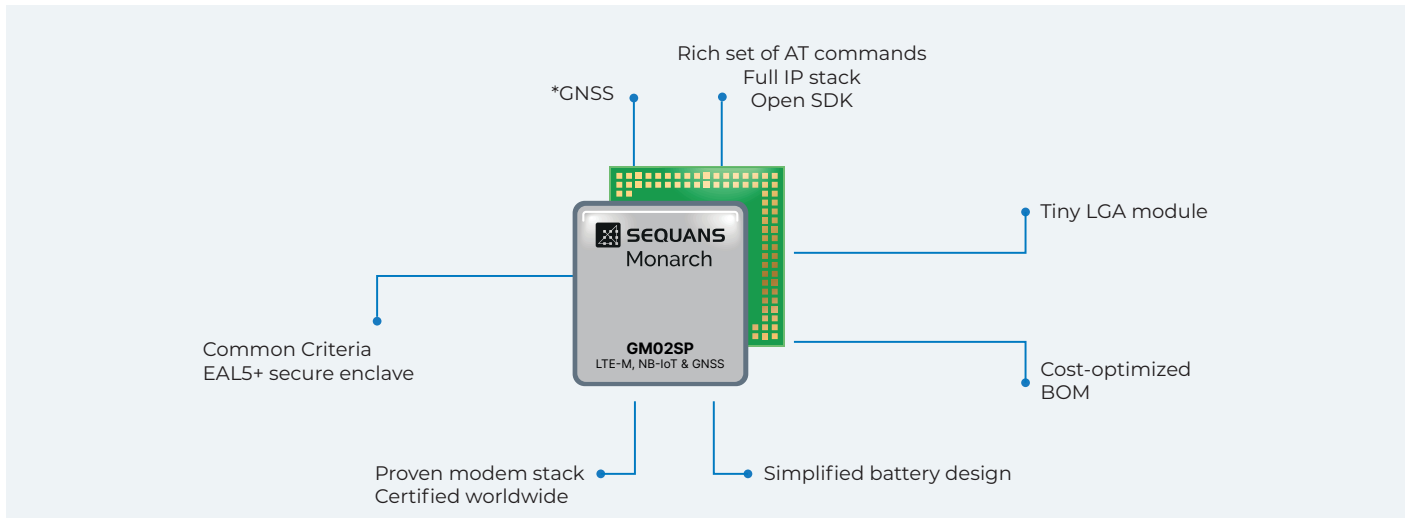 Rich set of AT commands
Full IP stack
Open SDK
*GNSS
Tiny LGA module
SEQUANS
Monarch
GM02SP
LTE-M, NB-IoT & GNSS
Common Criteria
EAL5+ secure enclave
Cost-optimized
BOM
Proven modem stack
Certified worldwide
Simplified battery design